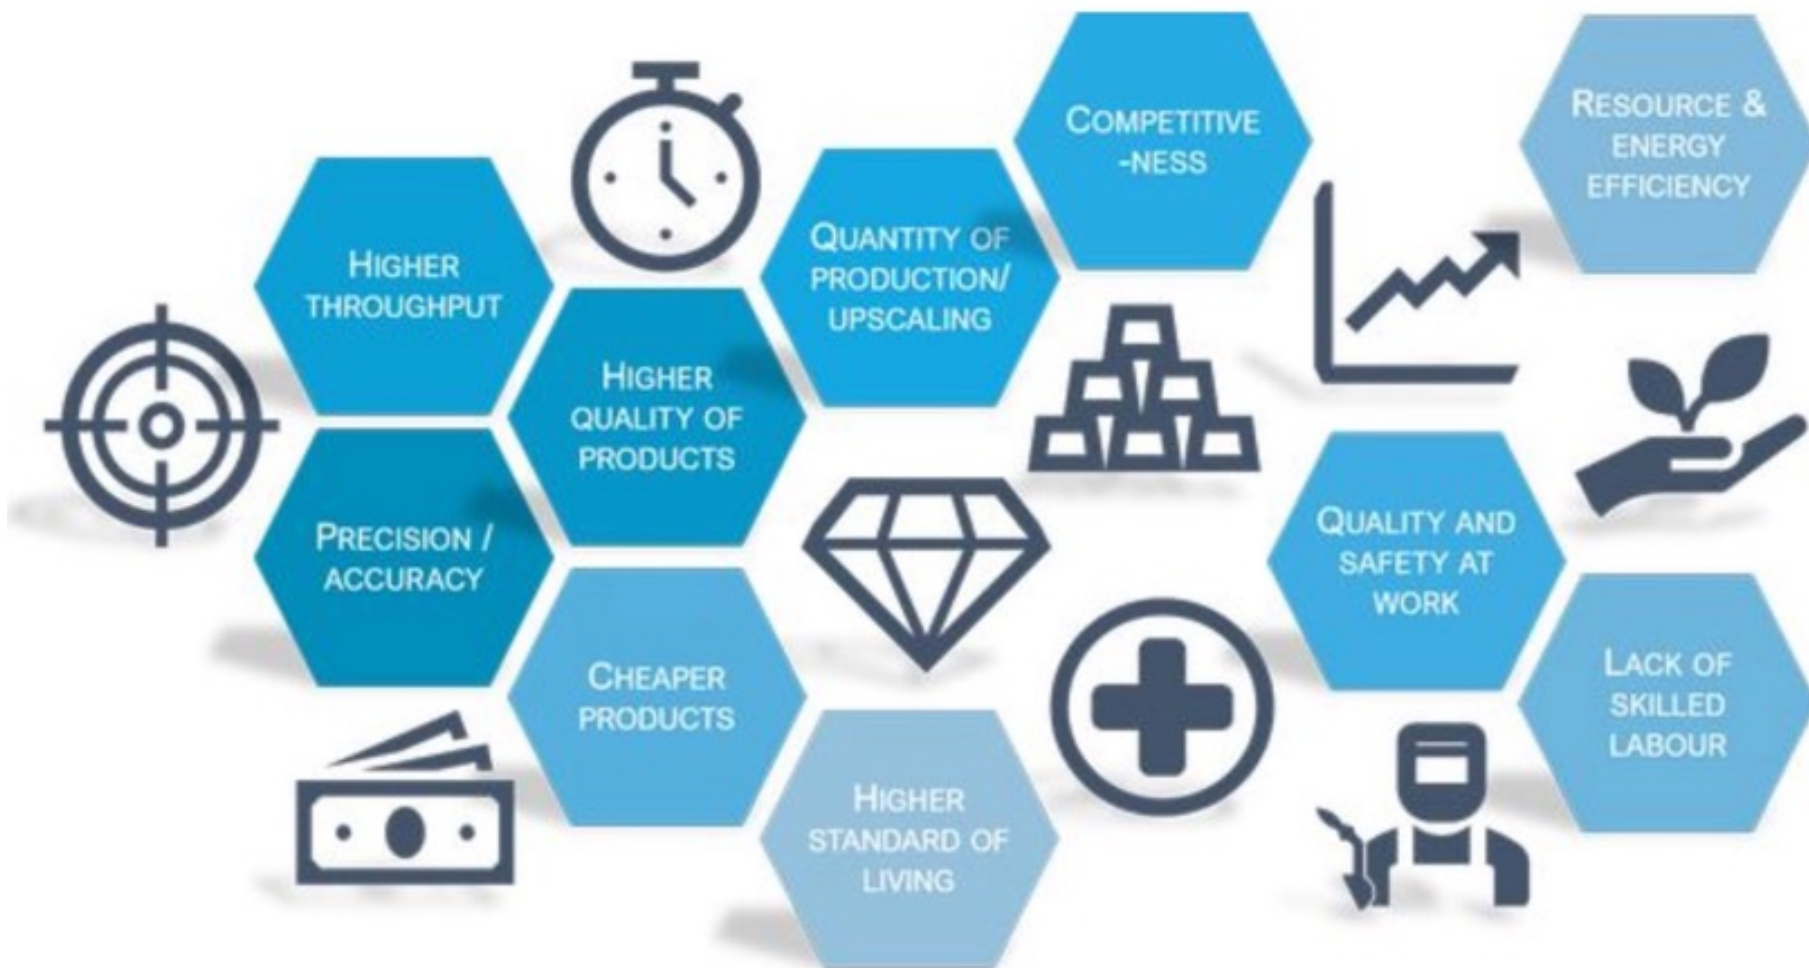 COMPETITIVE
-NESS
RESOURCE &
ENERGY
EFFICIENCY
HIGHER
THROUGHPUT
QUANTITY OF
PRODUCTION/
UPSCALING
HIGHER
QUALITY OF
PRODUCTS
PRECISION /
ACCURACY
QUALITY AND
SAFETY AT
WORK
CHEAPER
PRODUCTS
LACK OF
SKILLED
LABOUR
HIGHER
STANDARD OF
LIVING